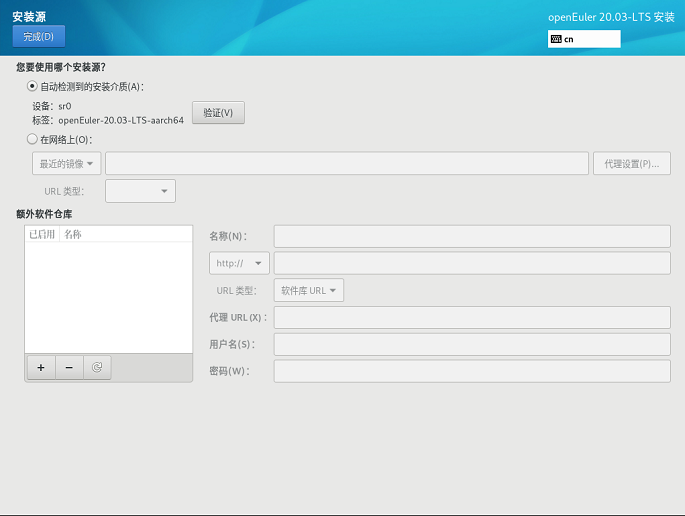 安装源
openEuler 20.03-LTS 安装
完成(D)
cn
您要使用哪个安装源?
自动检测到的安装介质(A):
设备: sr0
标签: openEuler-20.03-LTS-aarch64
验证(V)
在网络上(O):
最近的镜像
代理设置(P)...
URL 类型:
额外软件仓库
已启用 名称
名称(N):
http://
URL 类型:
软件库 URL
代理 URL(X):
用户名(S):
密码(W):